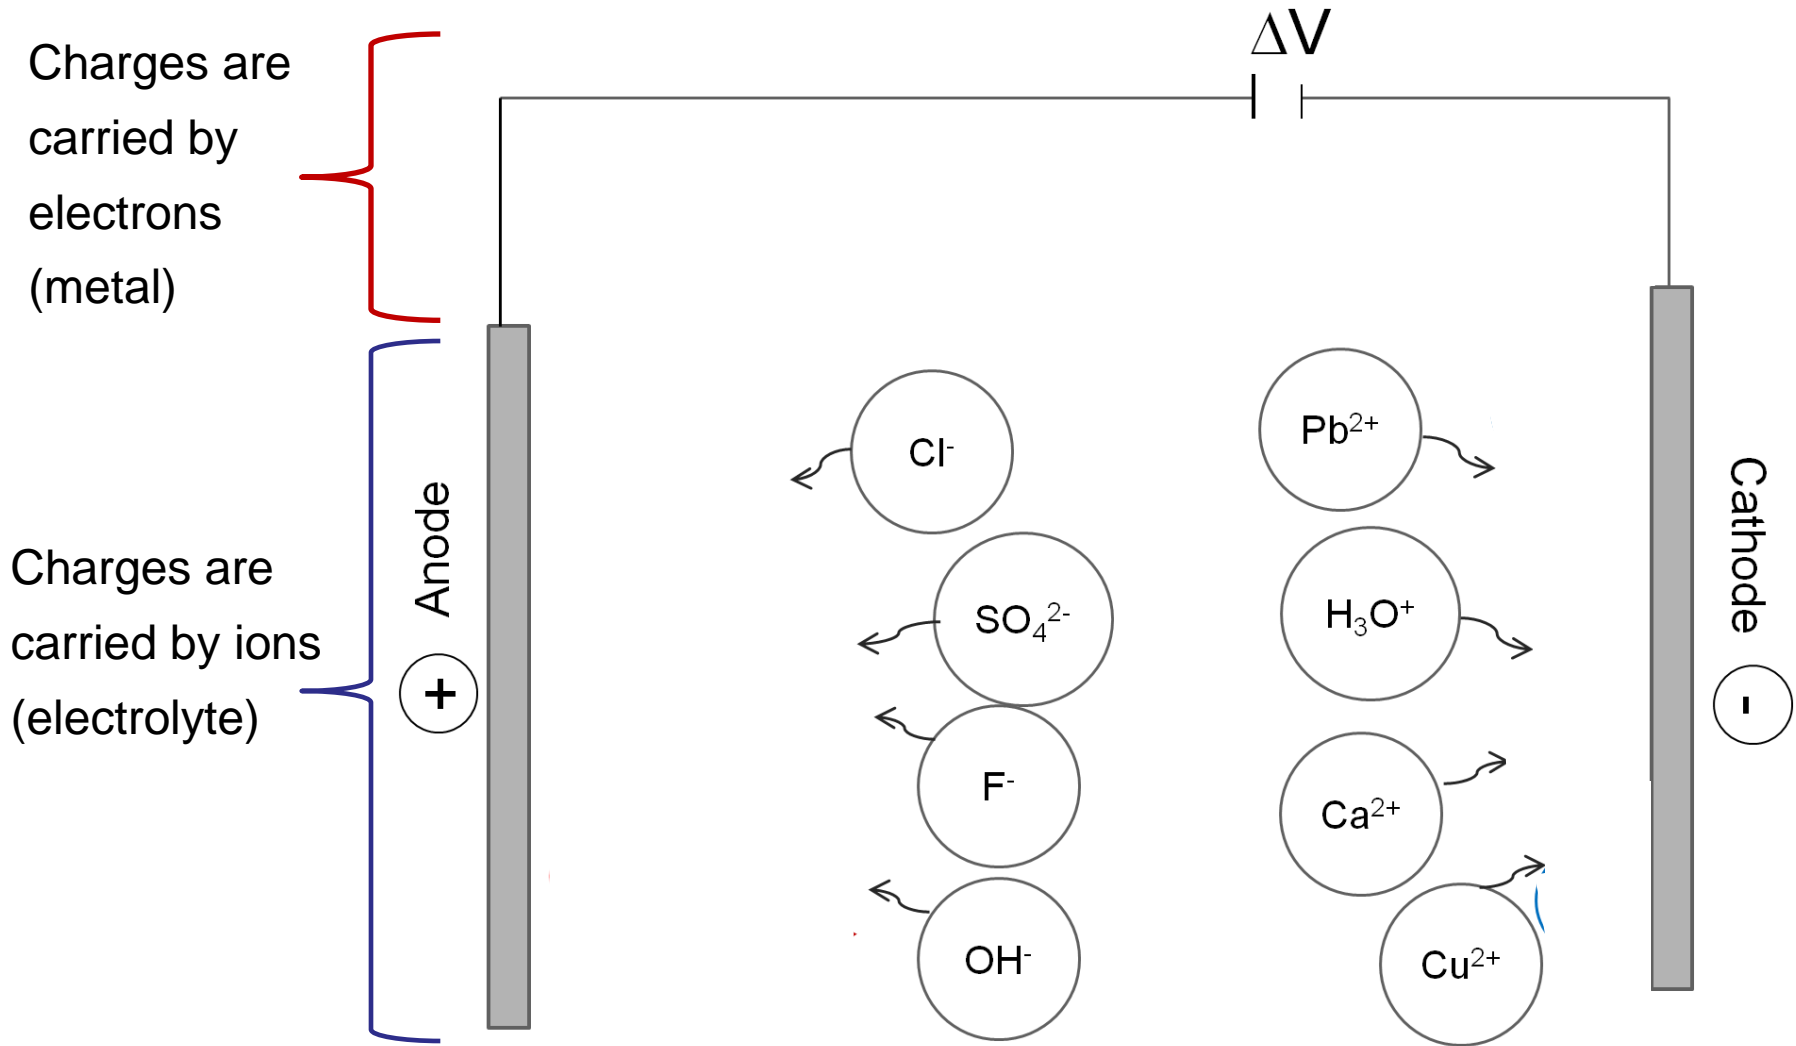 ΔV
Charges are
carried by
electrons
(metal)
Charges are
carried by ions
(electrolyte)
Anode
+
Cl⁻
SO₄²⁻
F⁻
OH⁻
Pb²⁺
H₃O⁺
Ca²⁺
Cu²⁺
Cathode
-